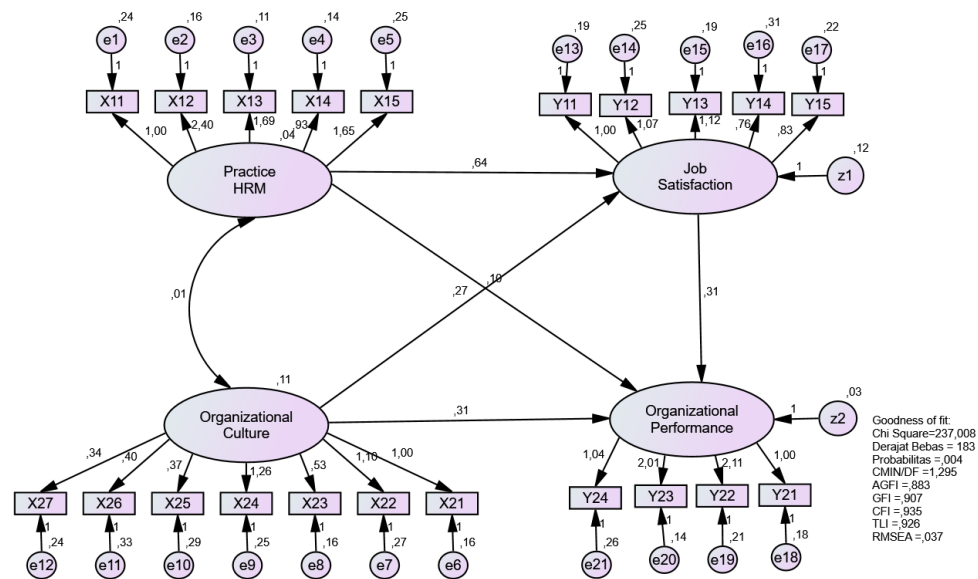 ,24 ,16 ,11 ,14 ,25
e1 e2 e3 e4 e5
1 1 1 1 1
X11 X12 X13 X14 X15
1,00 2,40 1,69 ,93 1,65
,04
Practice
HRM
,19 ,25 ,19 ,31 ,22
e13 e14 e15 e16 e17
1 1 1 1 1
Y11 Y12 Y13 Y14 Y15
1,00 1,07 1,12 ,76 ,83
Job
Satisfaction
,12
1 z1
,64
,10
,27
,01
,31
,31
,11
Organizational
Culture
,34 ,40 ,37 1,26 ,53 1,10 1,00
X27 X26 X25 X24 X23 X22 X21
1 1 1 1 1 1 1
,24 ,33 ,29 ,25 ,16 ,27 ,16
e12 e11 e10 e9 e8 e7 e6
Organizational
Performance
,03
1 z2
1,04 2,01 2,11 1,00
Y24 Y23 Y22 Y21
1 1 1 1
,26 ,14 ,21 ,18
e21 e20 e19 e18
Goodness of fit:
Chi Square=237,008
Derajat Bebas = 183
Probabilitas =,004
CMIN/DF =1,295
AGFI =,883
GFI =,907
CFI =,935
TLI =,926
RMSEA =,037